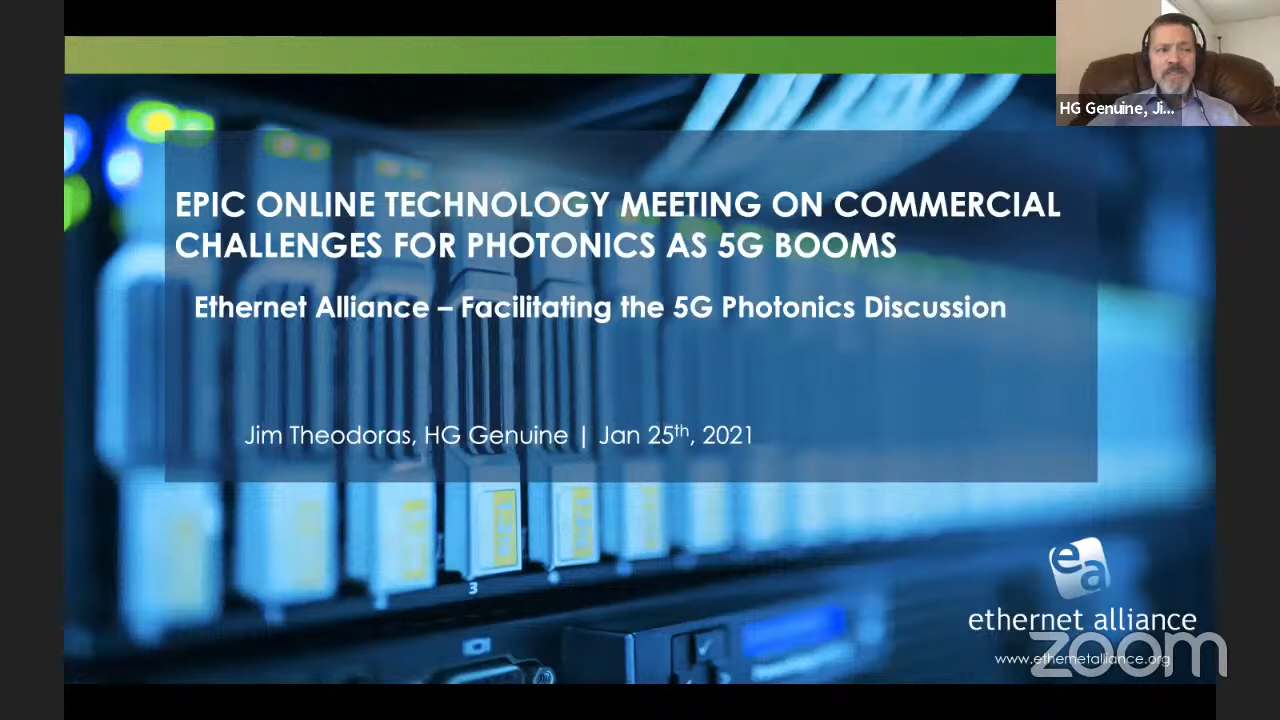 HG Genuine, Ji...
EPIC ONLINE TECHNOLOGY MEETING ON COMMERCIAL
CHALLENGES FOR PHOTONICS AS 5G BOOMS
Ethernet Alliance – Facilitating the 5G Photonics Discussion
Jim Theodoras, HG Genuine | Jan 25th, 2021
3
ea
ethernet alliance
zoom
www.ethernetalliance.org